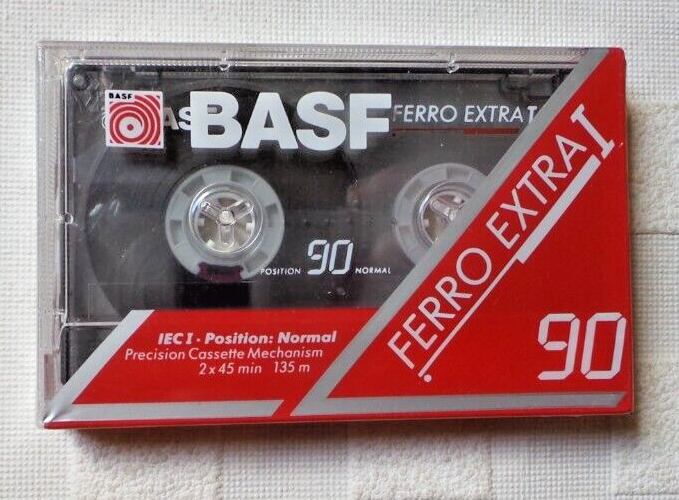 BASF
BASF
FERRO EXTRA I
POSITION 90 NORMAL
FERRO EXTRA I
IEC I · Position: Normal
Precision Cassette Mechanism
2 x 45 min 135 m
90